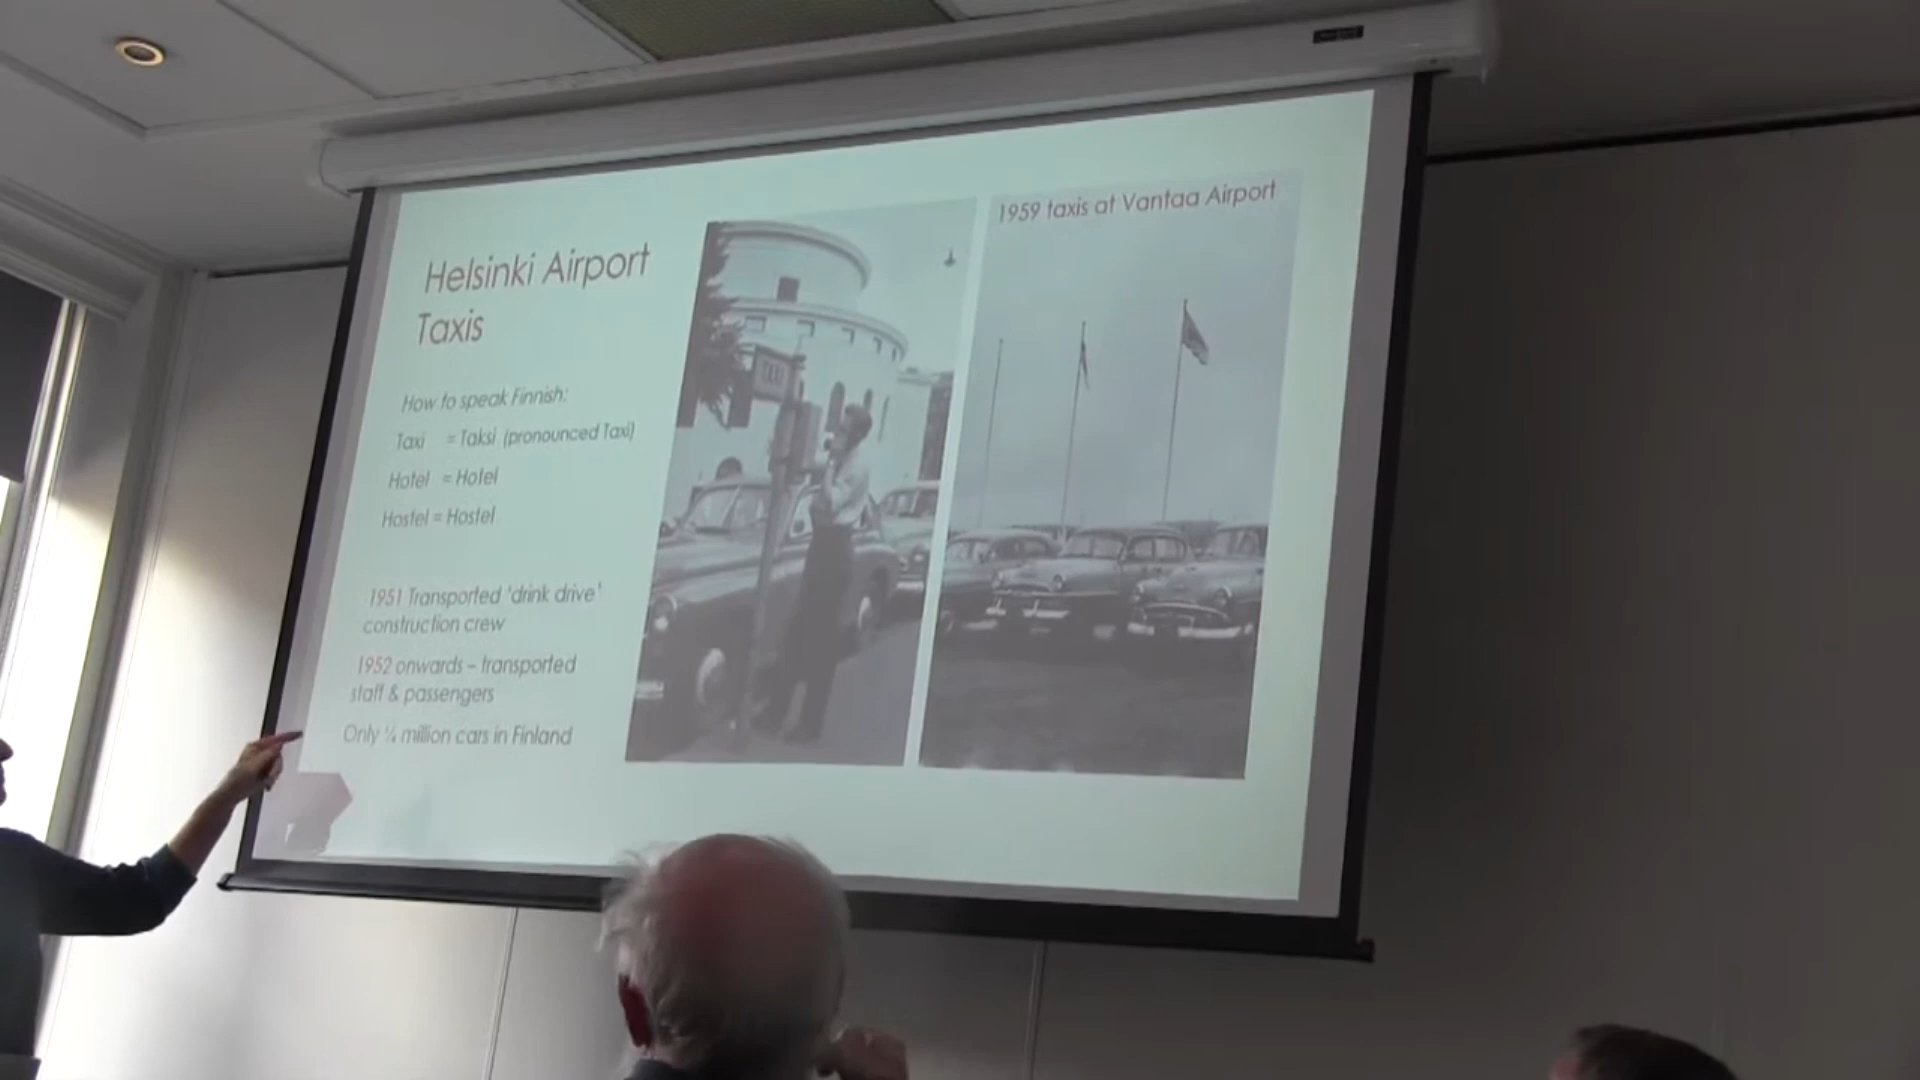 Helsinki Airport
Taxis
How to speak Finnish:
Taxi = Taksi (pronounced Taxi)
Hotel = Hotel
Hostel = Hostel
1951 Transported 'drink drive'
construction crew
1952 onwards – transported
staff & passengers
Only ¼ million cars in Finland
TAXI
1959 taxis at Vantaa Airport